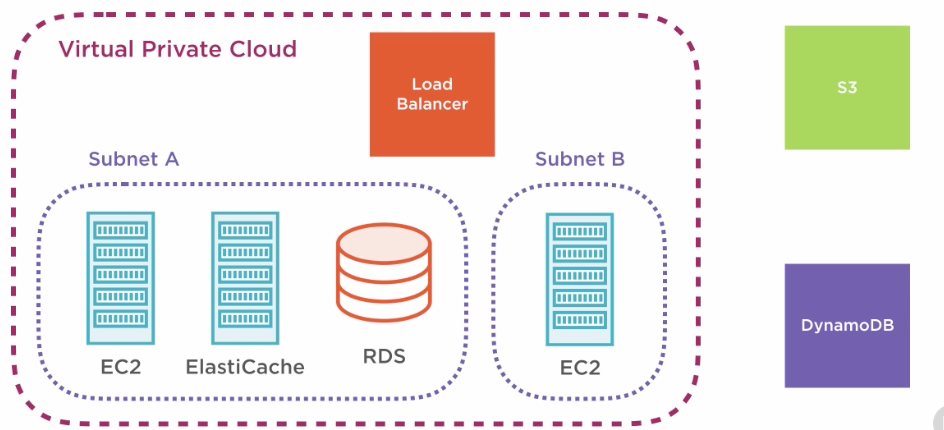 Virtual Private Cloud
Load
Balancer
S3
Subnet A
Subnet B
DynamoDB
EC2
ElastiCache
RDS
EC2